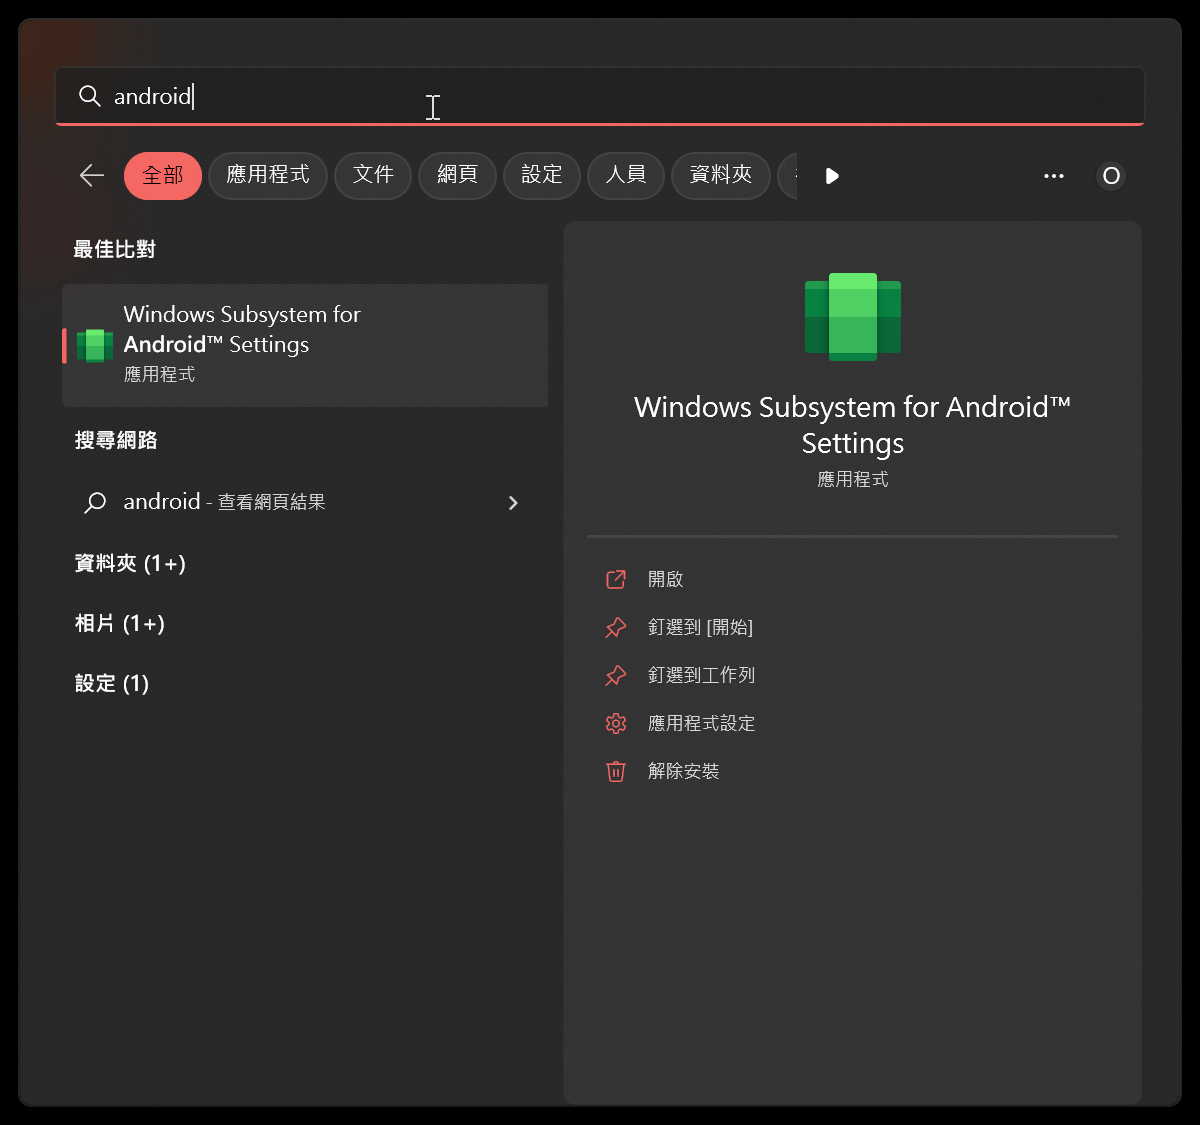 android
全部 應用程式 文件 網頁 設定 人員 資料夾 O
最佳比對
Windows Subsystem for
Android™ Settings
應用程式
搜尋網路
android - 查看網頁結果
資料夾 (1+)
相片 (1+)
設定 (1)
Windows Subsystem for Android™
Settings
應用程式
開啟
釘選到 [開始]
釘選到工作列
應用程式設定
解除安裝